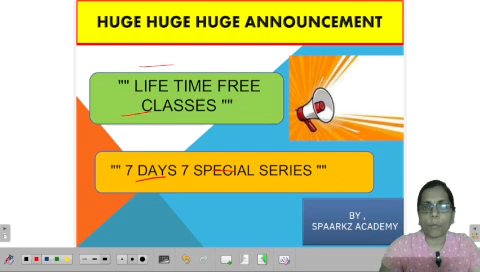 HUGE HUGE HUGE ANNOUNCEMENT
"" LIFE TIME FREE
CLASSES ""
"" 7 DAYS 7 SPECIAL SERIES ""
BY ,
SPAARKZ ACADEMY